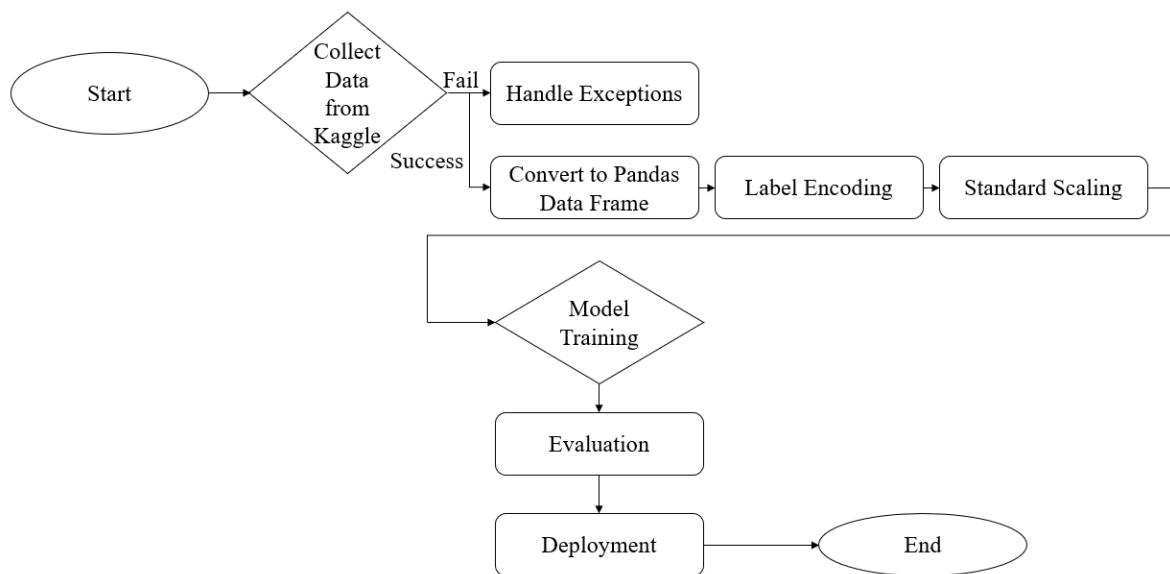 Start
Collect
Data
from
Kaggle
Fail
Handle Exceptions
Success
Convert to Pandas
Data Frame
Label Encoding
Standard Scaling
Model
Training
Evaluation
Deployment
End